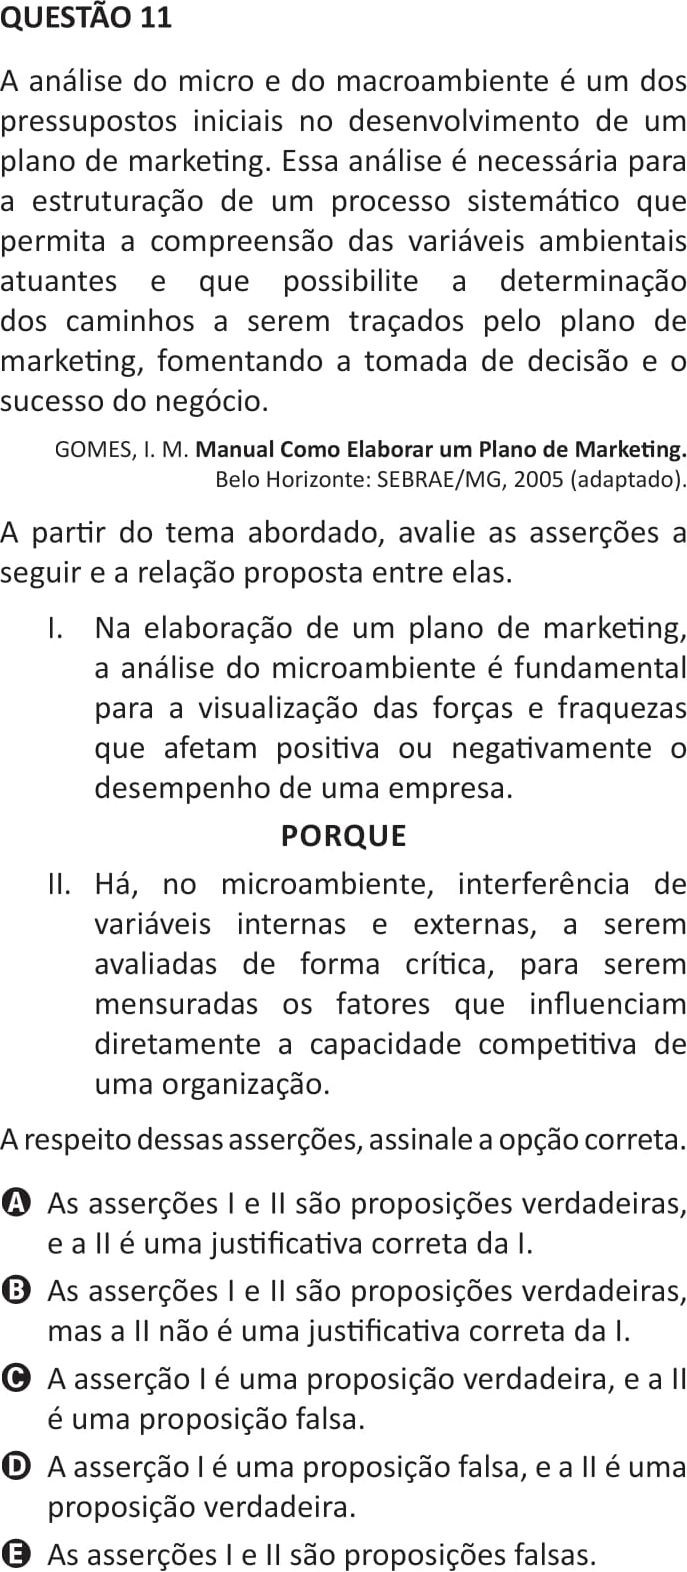 QUESTÃO 11
A análise do micro e do macroambiente é um dos
pressupostos iniciais no desenvolvimento de um
plano de marketing. Essa análise é necessária para
a estruturação de um processo sistemático que
permita a compreensão das variáveis ambientais
atuantes e que possibilite a determinação
dos caminhos a serem traçados pelo plano de
marketing, fomentando a tomada de decisão e o
sucesso do negócio.
GOMES, I. M. Manual Como Elaborar um Plano de Marketing.
Belo Horizonte: SEBRAE/MG, 2005 (adaptado).
A partir do tema abordado, avalie as asserções a
seguir e a relação proposta entre elas.
I. Na elaboração de um plano de marketing,
a análise do microambiente é fundamental
para a visualização das forças e fraquezas
que afetam positiva ou negativamente o
desempenho de uma empresa.
PORQUE
II. Há, no microambiente, interferência de
variáveis internas e externas, a serem
avaliadas de forma crítica, para serem
mensuradas os fatores que influenciam
diretamente a capacidade competitiva de
uma organização.
A respeito dessas asserções, assinale a opção correta.
A As asserções I e II são proposições verdadeiras,
e a II é uma justificativa correta da I.
B As asserções I e II são proposições verdadeiras,
mas a II não é uma justificativa correta da I.
C A asserção I é uma proposição verdadeira, e a II
é uma proposição falsa.
D A asserção I é uma proposição falsa, e a II é uma
proposição verdadeira.
E As asserções I e II são proposições falsas.